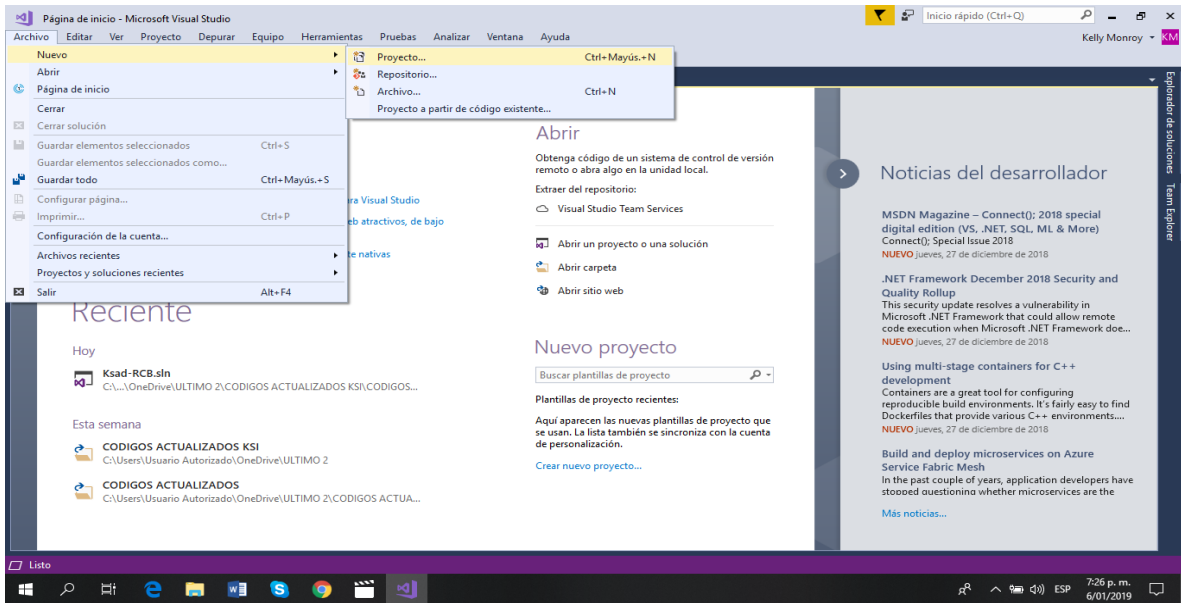 Página de inicio - Microsoft Visual Studio
Inicio rápido (Ctrl+Q)
Archivo Editar Ver Proyecto Depurar Equipo Herramientas Pruebas Analizar Ventana Ayuda
Kelly Monroy KM
Nuevo
Abrir
Página de inicio
Cerrar
Cerrar solución
Guardar elementos seleccionados Ctrl+S
Guardar elementos seleccionados como...
Guardar todo Ctrl+Mayús.+S
Configurar página...
Imprimir... Ctrl+P
Configuración de la cuenta...
Archivos recientes
Proyectos y soluciones recientes
Salir Alt+F4
Proyecto... Ctrl+Mayús.+N
Repositorio...
Archivo... Ctrl+N
Proyecto a partir de código existente...
ra Visual Studio
eb atractivos, de bajo
te nativas
Reciente
Hoy
Ksad-RCB.sln
C:\...\OneDrive\ULTIMO 2\CODIGOS ACTUALIZADOS KSI\CODIGOS...
Esta semana
CODIGOS ACTUALIZADOS KSI
C:\Users\Usuario Autorizado\OneDrive\ULTIMO 2
CODIGOS ACTUALIZADOS
C:\Users\Usuario Autorizado\OneDrive\ULTIMO 2\CODIGOS ACTUA...
Abrir
Obtenga código de un sistema de control de versión
remoto o abra algo en la unidad local.
Extraer del repositorio:
Visual Studio Team Services
Abrir un proyecto o una solución
Abrir carpeta
Abrir sitio web
Nuevo proyecto
Buscar plantillas de proyecto
Plantillas de proyecto recientes:
Aquí aparecen las nuevas plantillas de proyecto que
se usan. La lista también se sincroniza con la cuenta
de personalización.
Crear nuevo proyecto...
Noticias del desarrollador
MSDN Magazine – Connect(); 2018 special
digital edition (VS, .NET, SQL, ML & More)
Connect(); Special Issue 2018
NUEVO jueves, 27 de diciembre de 2018
.NET Framework December 2018 Security and
Quality Rollup
This security update resolves a vulnerability in
Microsoft .NET Framework that could allow remote
code execution when Microsoft .NET Framework doe...
NUEVO jueves, 27 de diciembre de 2018
Using multi-stage containers for C++
development
Containers are a great tool for configuring
reproducible build environments. It's fairly easy to find
Dockerfiles that provide various C++ environments....
NUEVO jueves, 27 de diciembre de 2018
Build and deploy microservices on Azure
Service Fabric Mesh
In the past couple of years, application developers have
stopped questioning whether microservices are the
Más noticias...
Explorador de soluciones
Team Explorer
Listo
ESP
7:26 p. m.
6/01/2019